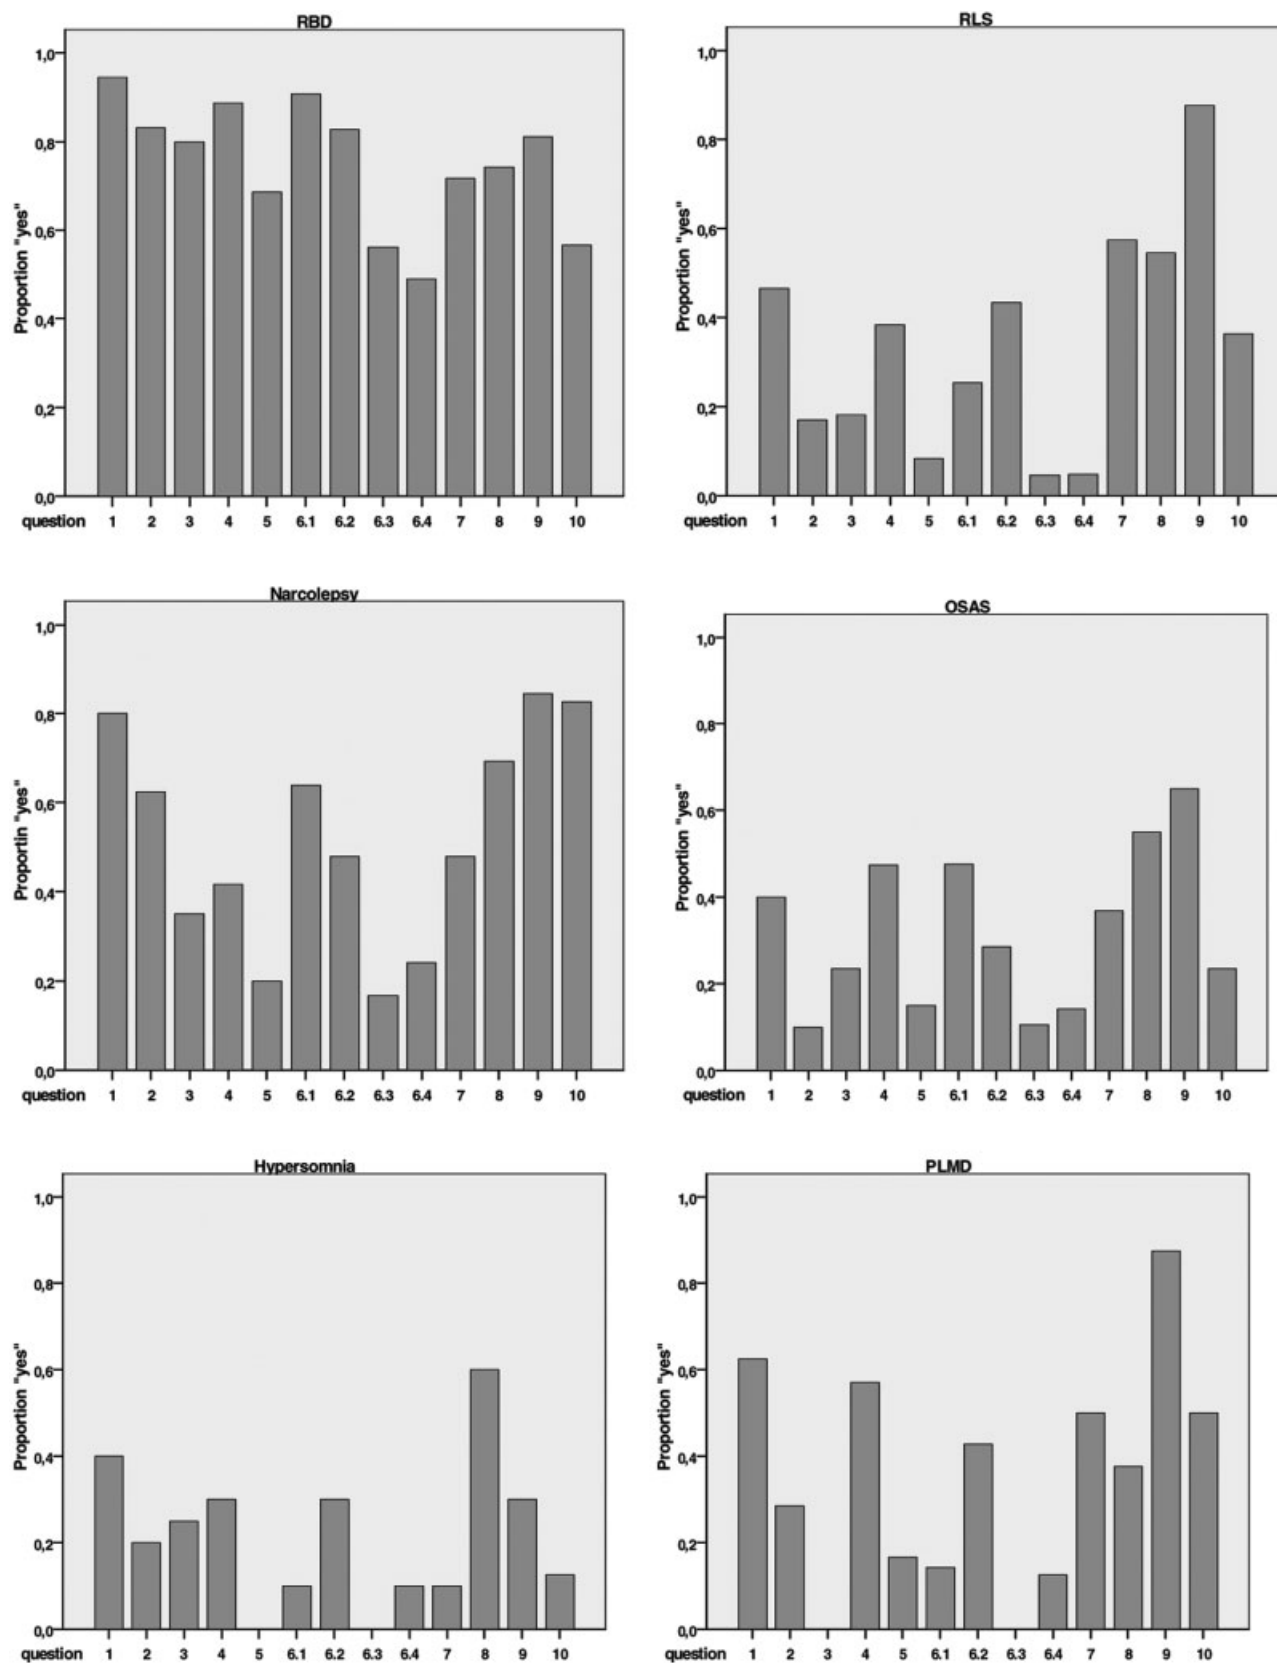 RBD
Proportion "yes"
1,0
0,8
0,6
0,4
0,2
0,0
question 1 2 3 4 5 6.1 6.2 6.3 6.4 7 8 9 10
RLS
Proportion "yes"
1,0
0,8
0,6
0,4
0,2
0,0
question 1 2 3 4 5 6.1 6.2 6.3 6.4 7 8 9 10
Narcolepsy
Proportin "yes"
1,0
0,8
0,6
0,4
0,2
0,0
question 1 2 3 4 5 6.1 6.2 6.3 6.4 7 8 9 10
OSAS
Proportion "yes"
1,0
0,8
0,6
0,4
0,2
0,0
question 1 2 3 4 5 6.1 6.2 6.3 6.4 7 8 9 10
Hypersomnia
Proportion "yes"
1,0
0,8
0,6
0,4
0,2
0,0
question 1 2 3 4 5 6.1 6.2 6.3 6.4 7 8 9 10
PLMD
Proportion "yes"
1,0
0,8
0,6
0,4
0,2
0,0
question 1 2 3 4 5 6.1 6.2 6.3 6.4 7 8 9 10